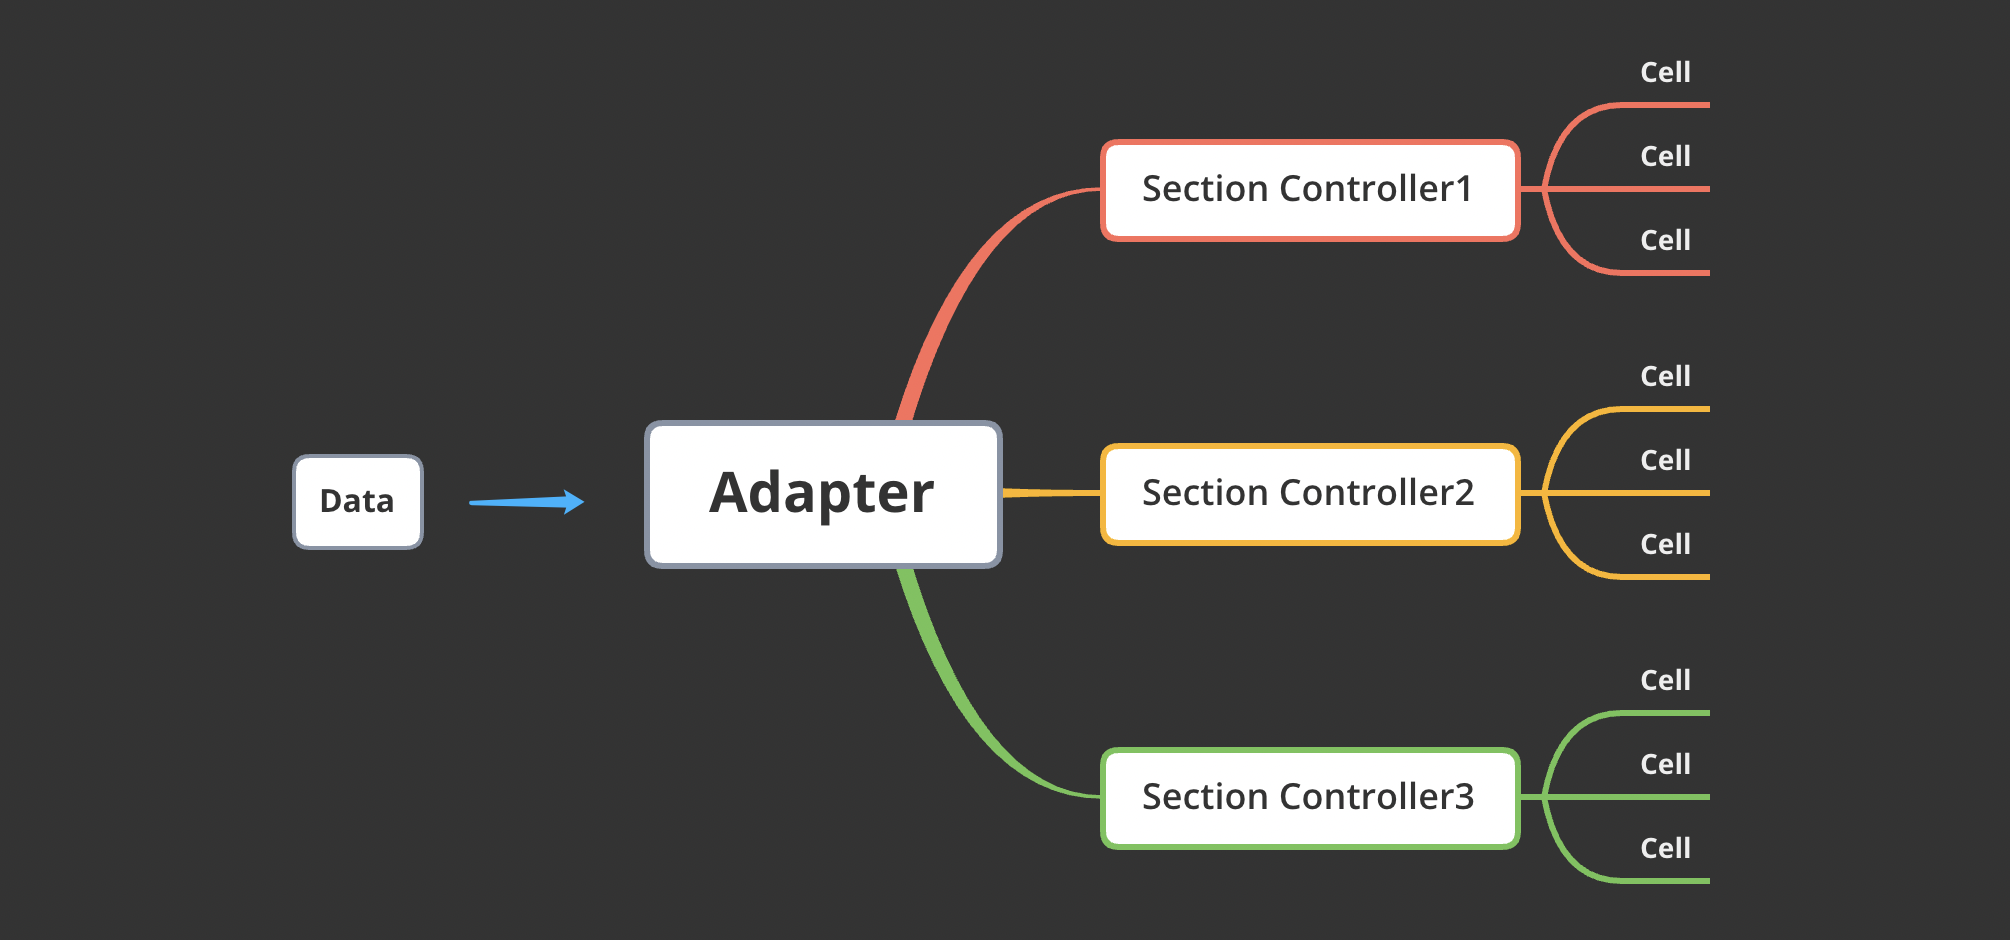 Data
Adapter
Section Controller1
Cell
Cell
Cell
Section Controller2
Cell
Cell
Cell
Section Controller3
Cell
Cell
Cell